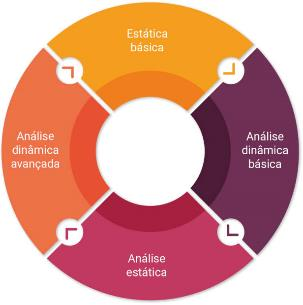 Estática
básica
Análise
dinâmica
básica
Análise
estática
Análise
dinâmica
avançada